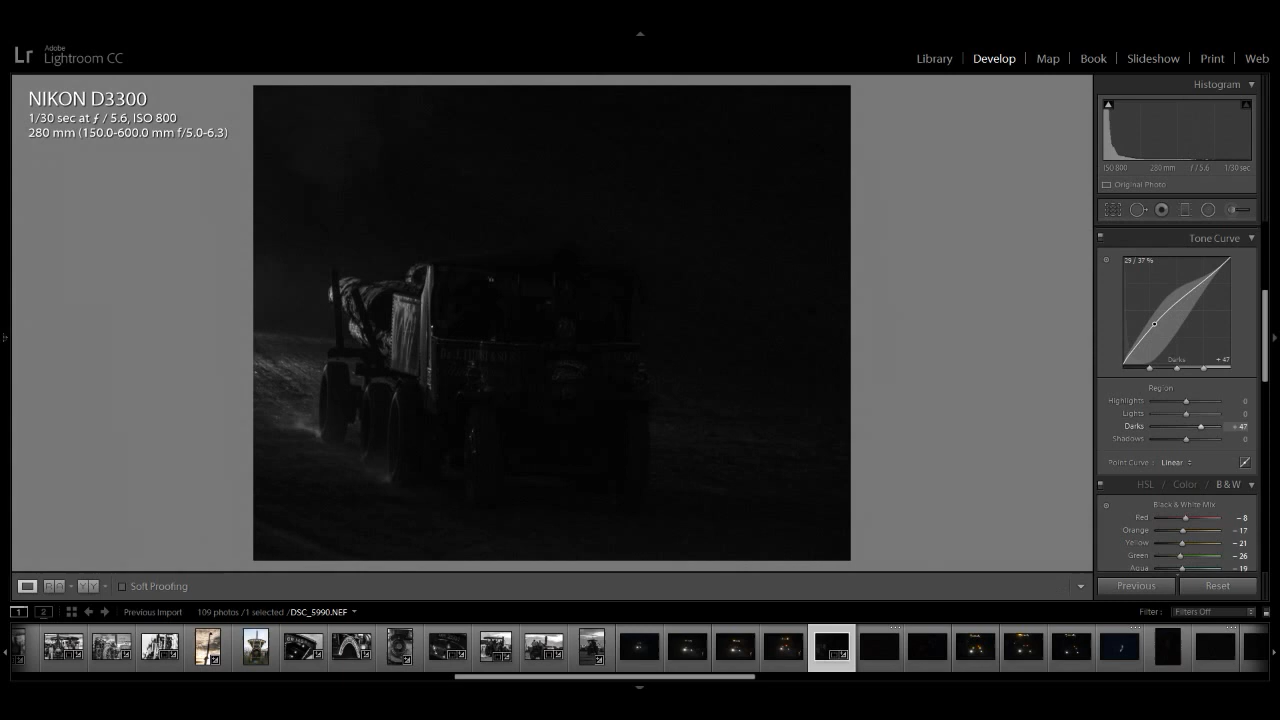 Lr Adobe
Lightroom CC
Library | Develop | Map | Book | Slideshow | Print | Web
NIKON D3300
1/30 sec at ƒ / 5.6, ISO 800
280 mm (150.0-600.0 mm f/5.0-6.3)
Histogram
ISO 800 280 mm f / 5.6 1/30 sec
Original Photo
Tone Curve
29 / 37 %
Darks + 47
Region
Highlights 0
Lights 0
Darks + 47
Shadows 0
Point Curve : Linear
HSL / Color / B & W
Black & White Mix
Red - 8
Orange - 17
Yellow - 21
Green - 26
Aqua - 19
Soft Proofing
Previous Reset
1 2 Previous Import 109 photos / 1 selected / DSC_5990.NEF Filter : Filters Off